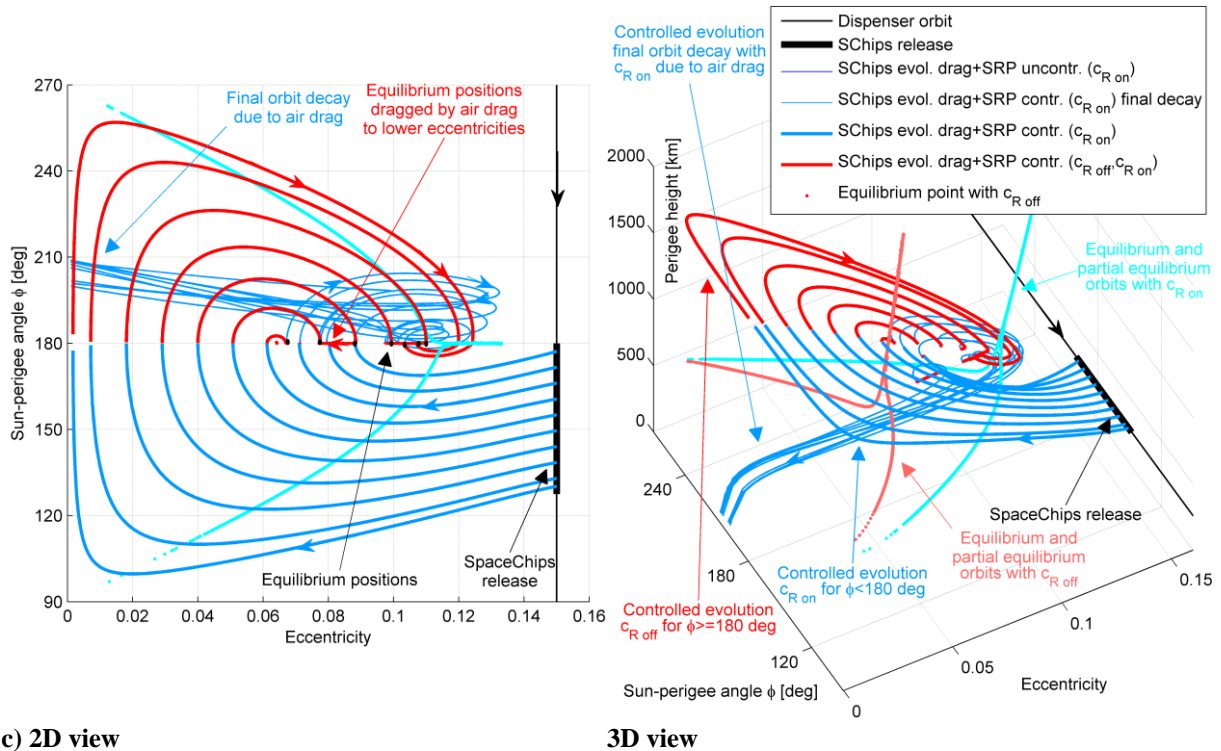 270
240
210
180
150
120
90
0
0.02
0.04
0.06
0.08
0.1
0.12
0.14
0.16
Sun-perigee angle ϕ [deg]
Eccentricity
Final orbit decay
due to air drag
Equilibrium positions
dragged by air drag
to lower eccentricities
Equilibrium positions
SpaceChips
release
c) 2D view
Controlled evolution
final orbit decay with
c_R on due to air drag
Dispenser orbit
SChips release
SChips evol. drag+SRP uncontr. (c_R on)
SChips evol. drag+SRP contr. (c_R on) final decay
SChips evol. drag+SRP contr. (c_R on)
SChips evol. drag+SRP contr. (c_R off, c_R on)
Equilibrium point with c_R off
2000
1500
1000
500
0
Perigee height [km]
Equilibrium and
partial equilibrium
orbits with c_R on
SpaceChips release
Equilibrium and
partial equilibrium
orbits with c_R off
Controlled evolution
c_R on for ϕ<180 deg
Controlled evolution
c_R off for ϕ>=180 deg
240
180
120
Sun-perigee angle ϕ [deg]
0
0.05
0.1
0.15
Eccentricity
3D view